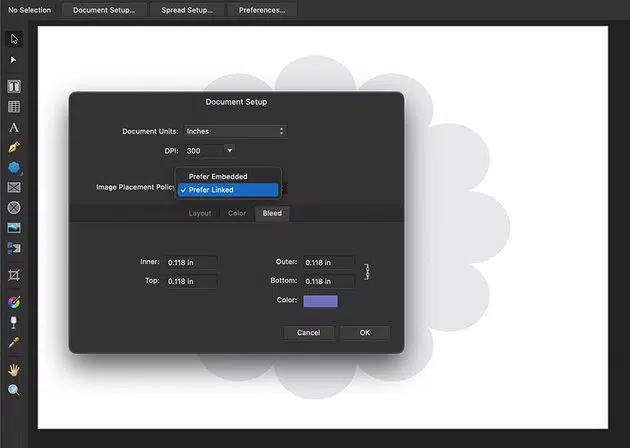 No Selection
Document Setup...
Spread Setup...
Preferences...
Document Setup
Document Units: Inches
DPI: 300
Prefer Embedded
Image Placement Policy
✓ Prefer Linked
Layout Color Bleed
Inner: 0.118 in Outer: 0.118 in
Top: 0.118 in Bottom: 0.118 in
Color:
Cancel OK
A